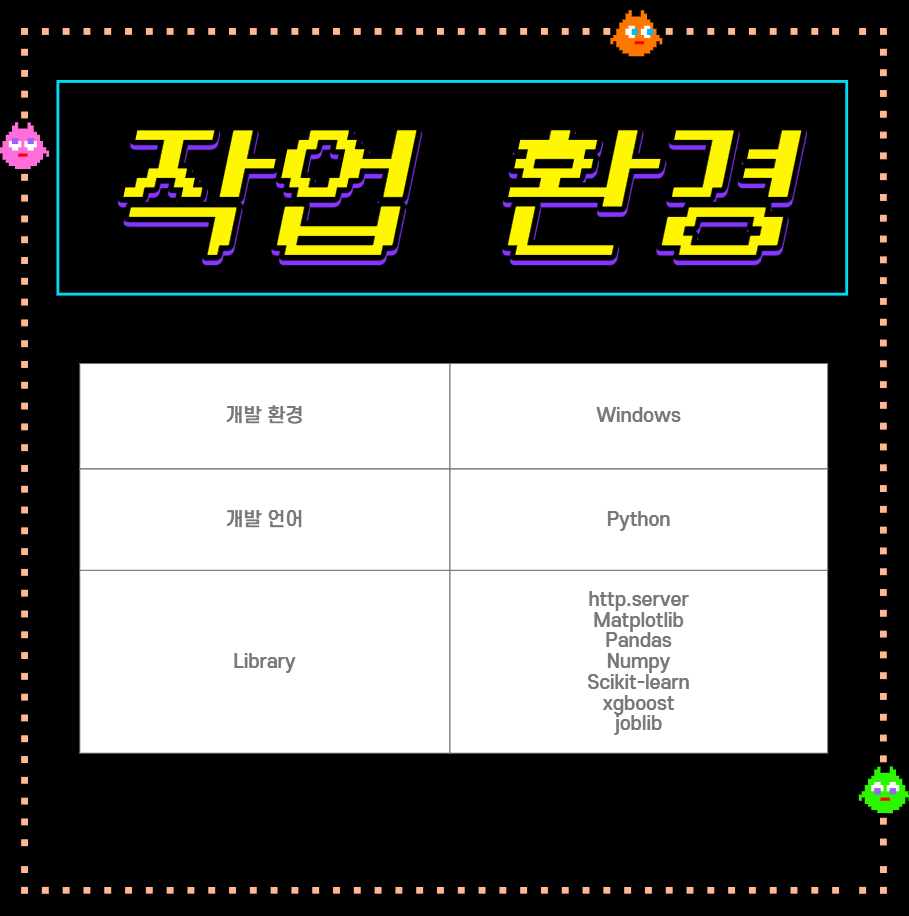 작업 환경
개발 환경
Windows
개발 언어
Python
Library
http.server
Matplotlib
Pandas
Numpy
Scikit-learn
xgboost
joblib